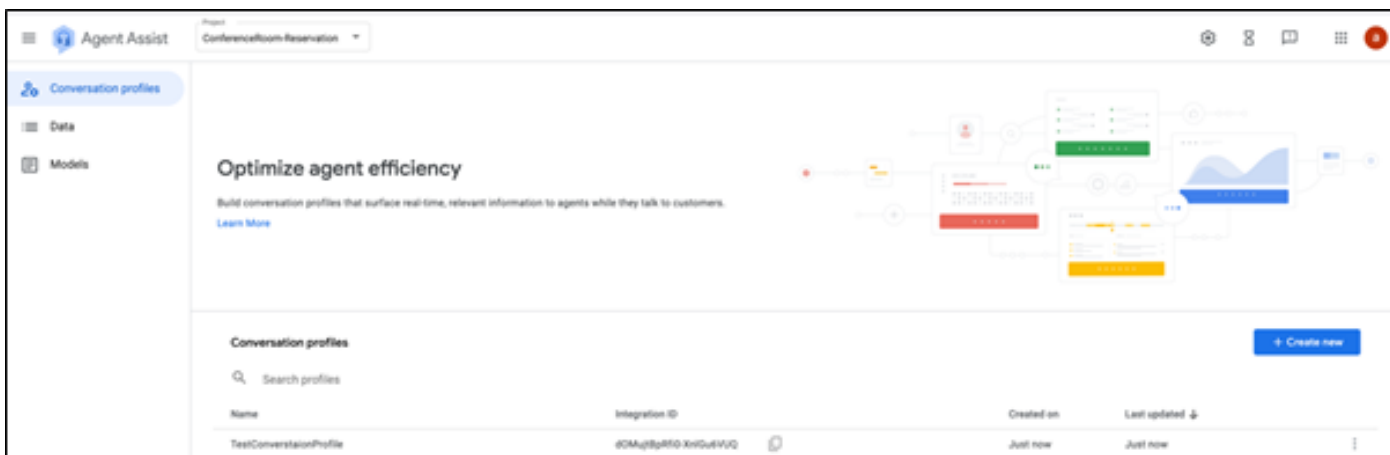 Project
Agent Assist
ConferenceRoom-Reservation
a
Conversation profiles
Data
Models
Optimize agent efficiency
Build conversation profiles that surface real-time, relevant information to agents while they talk to customers.
Learn More
Conversation profiles
+ Create new
Search profiles
Name Integration ID Created on Last updated
TestConverstaionProfile Just now Just now